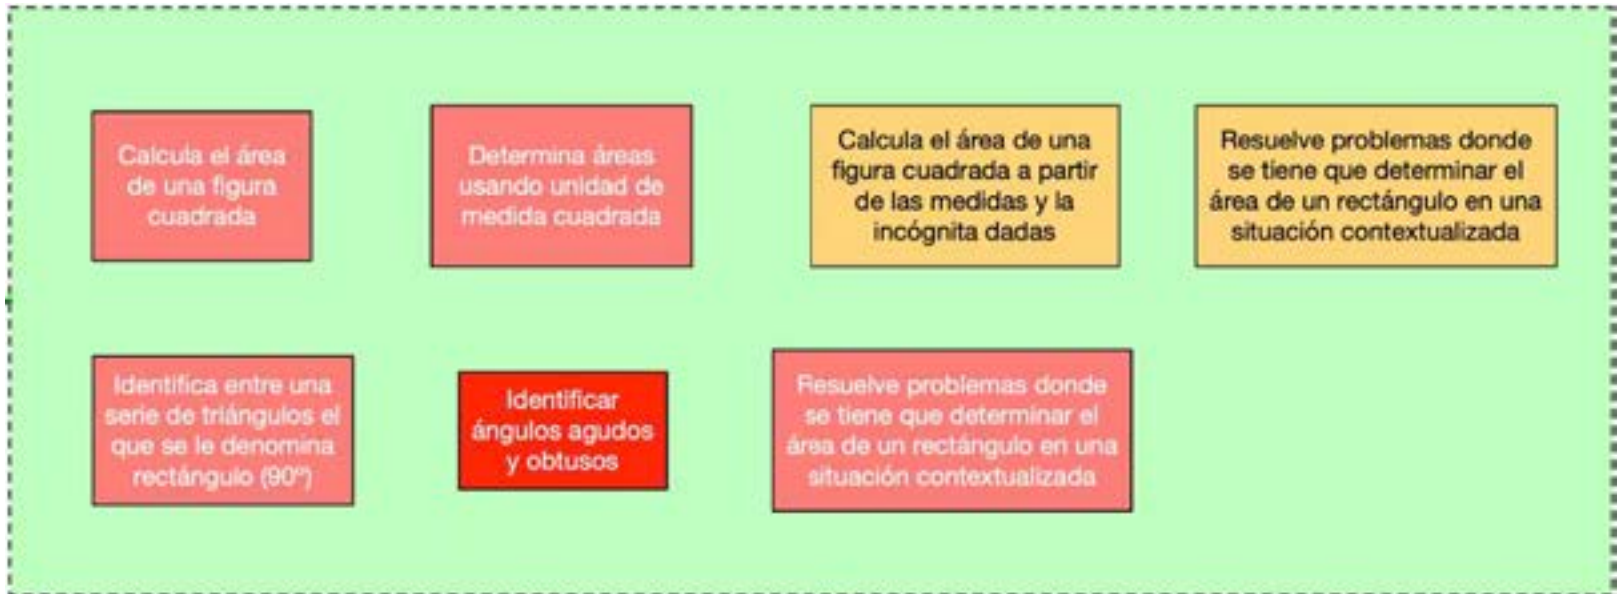 Calcula el área
de una figura
cuadrada
Determina áreas
usando unidad de
medida cuadrada
Calcula el área de una
figura cuadrada a partir
de las medidas y la
incógnita dadas
Resuelve problemas donde
se tiene que determinar el
área de un rectángulo en una
situación contextualizada
Identifica entre una
serie de triángulos el
que se le denomina
rectángulo (90º)
Identificar
ángulos agudos
y obtusos
Resuelve problemas donde
se tiene que determinar el
área de un rectángulo en una
situación contextualizada